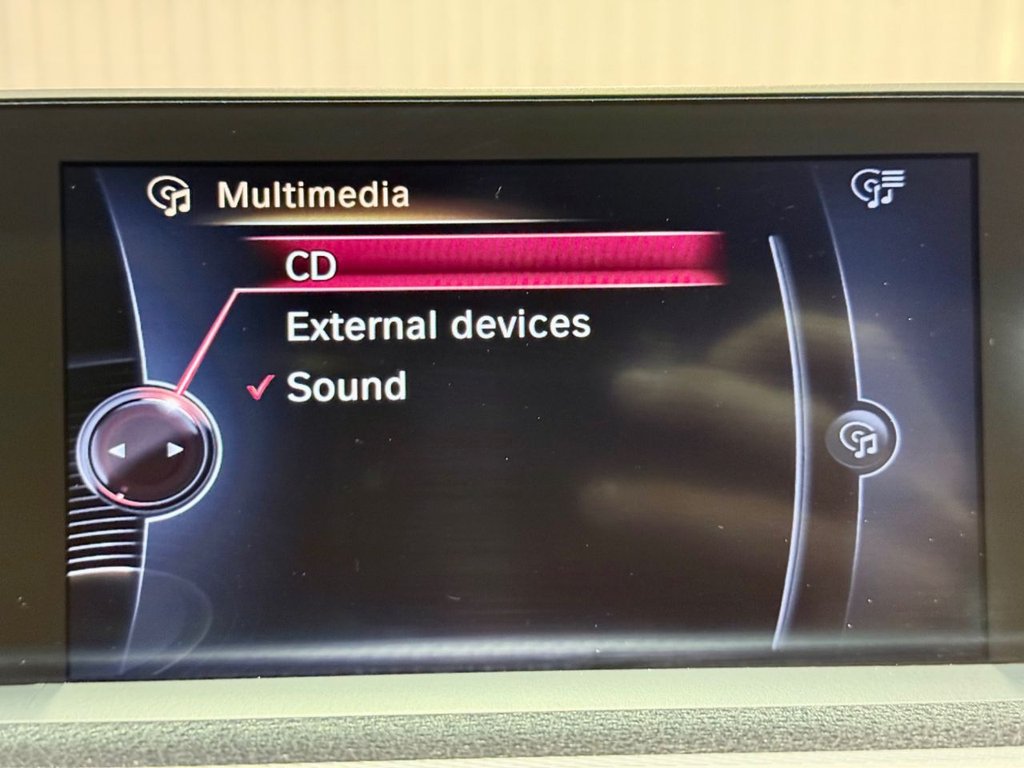 Multimedia
CD
External devices
Sound